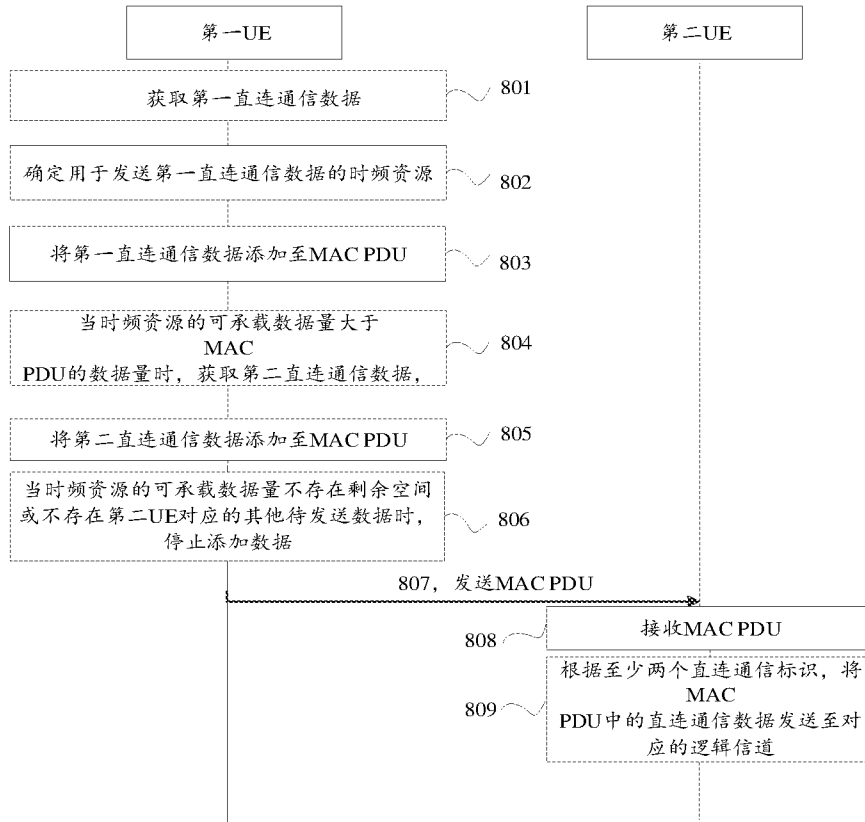 第一UE
第二UE
获取第一直连通信数据
801
确定用于发送第一直连通信数据的时频资源
802
将第一直连通信数据添加至MAC PDU
803
当时频资源的可承载数据量大于
MAC
PDU的数据量时，获取第二直连通信数据，
804
将第二直连通信数据添加至MAC PDU
805
当时频资源的可承载数据量不存在剩余空间
或不存在第二UE对应的其他待发送数据时，
停止添加数据
806
807，发送MAC PDU
808
接收MAC PDU
809
根据至少两个直连通信标识，将
MAC
PDU中的直连通信数据发送至对
应的逻辑信道